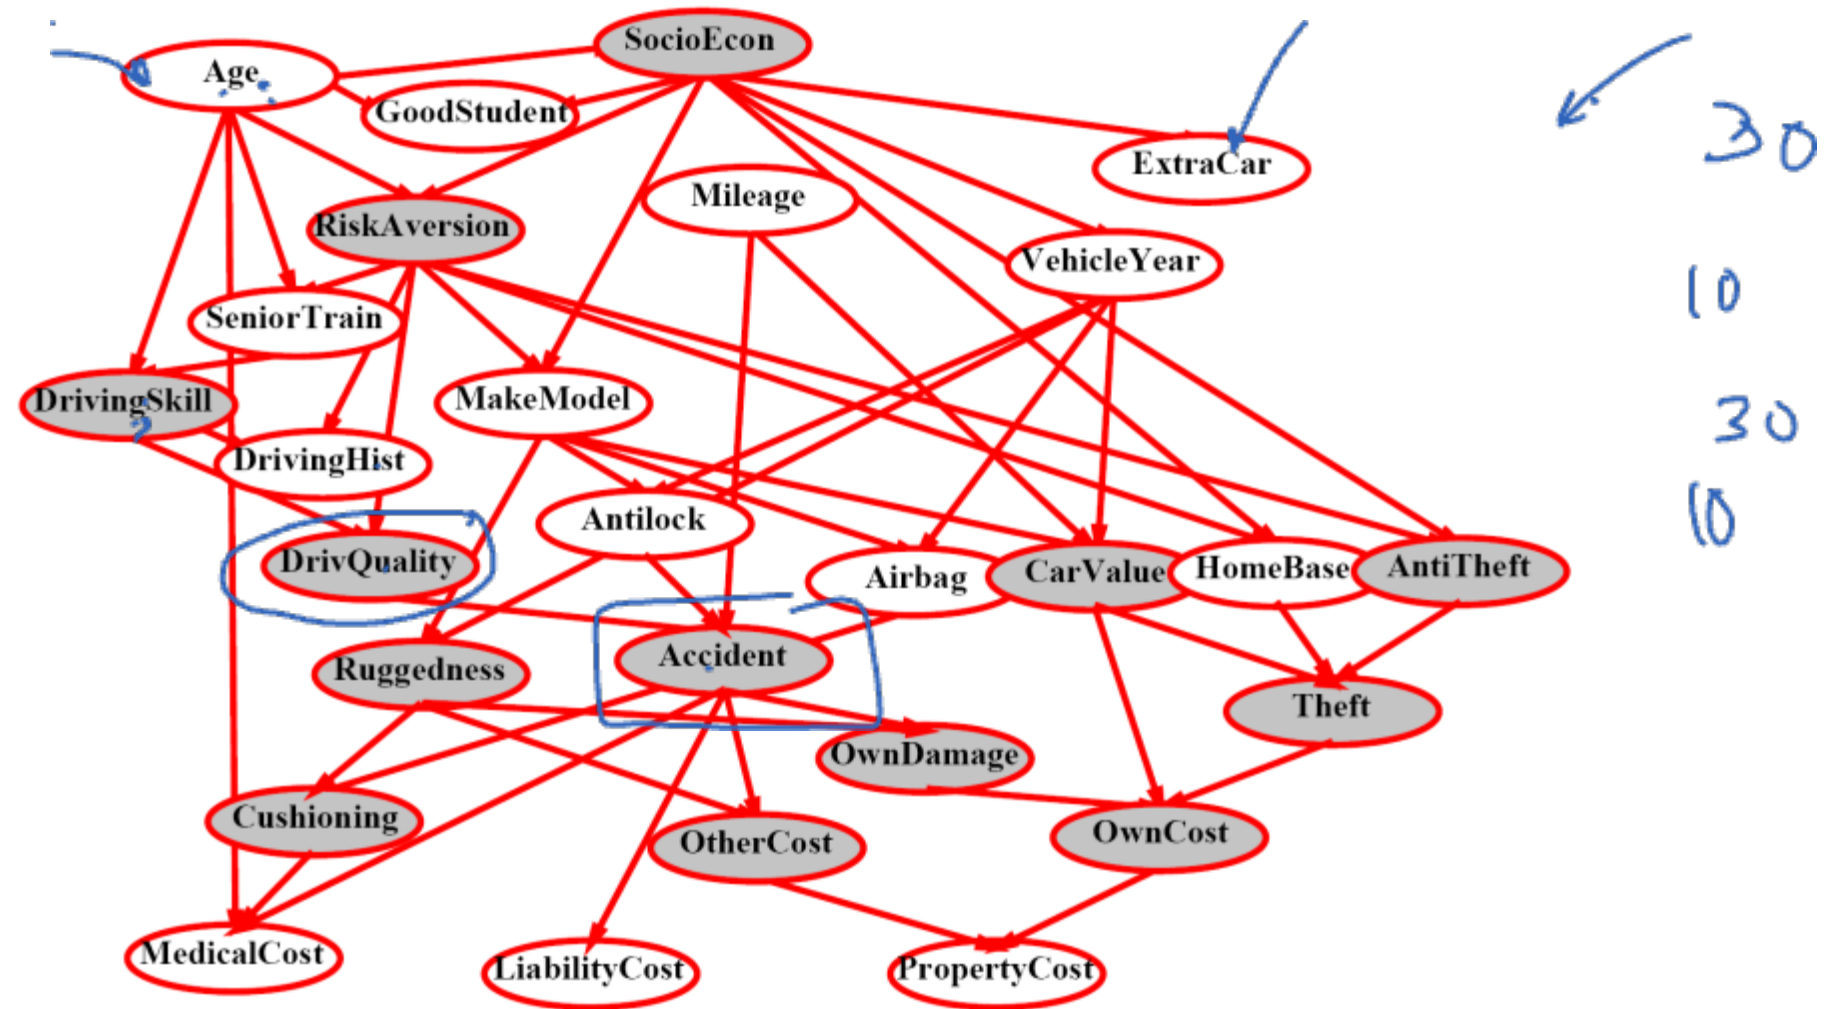 SocioEcon
Age
GoodStudent
30
ExtraCar
Mileage
RiskAversion
VehicleYear
10
SeniorTrain
DrivingSkill
MakeModel
30
DrivingHist
Antilock
10
DrivQuality
Airbag
CarValue
HomeBase
AntiTheft
Ruggedness
Accident
Theft
OwnDamage
Cushioning
OtherCost
OwnCost
MedicalCost
LiabilityCost
PropertyCost